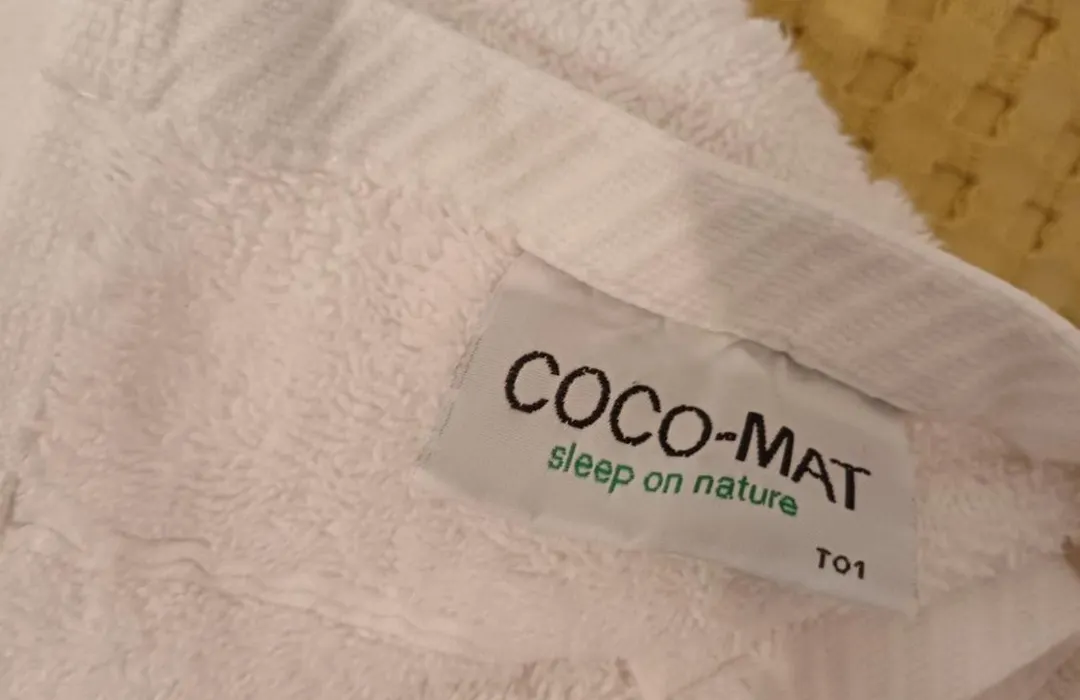 COCO-MAT
sleep on nature
T01